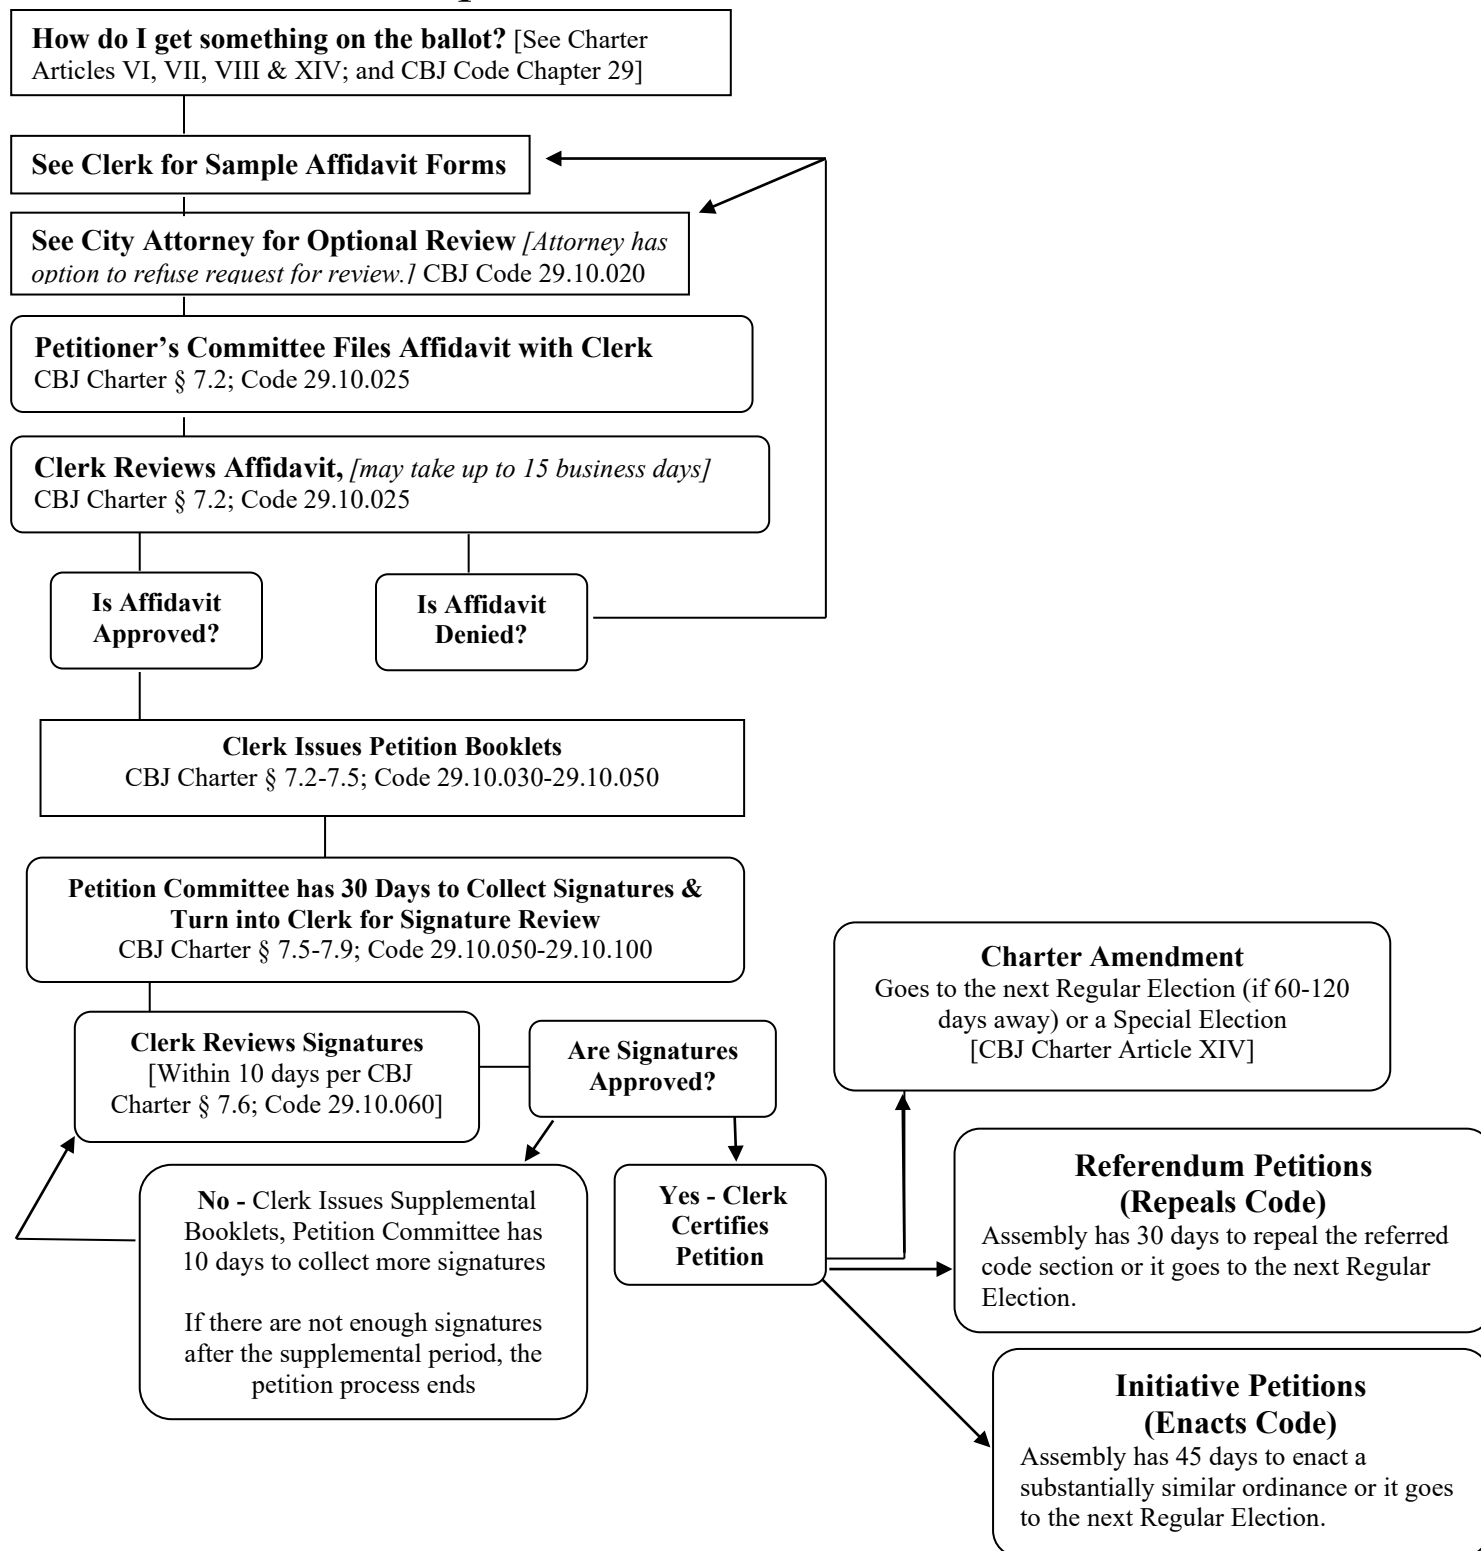 How do I get something on the ballot? [See Charter
Articles VI, VII, VIII & XIV; and CBJ Code Chapter 29]
See Clerk for Sample Affidavit Forms
See City Attorney for Optional Review [Attorney has
option to refuse request for review.] CBJ Code 29.10.020
Petitioner’s Committee Files Affidavit with Clerk
CBJ Charter § 7.2; Code 29.10.025
Clerk Reviews Affidavit, [may take up to 15 business days]
CBJ Charter § 7.2; Code 29.10.025
Is Affidavit
Approved?
Is Affidavit
Denied?
Clerk Issues Petition Booklets
CBJ Charter § 7.2-7.5; Code 29.10.030-29.10.050
Petition Committee has 30 Days to Collect Signatures &
Turn into Clerk for Signature Review
CBJ Charter § 7.5-7.9; Code 29.10.050-29.10.100
Clerk Reviews Signatures
[Within 10 days per CBJ
Charter § 7.6; Code 29.10.060]
Are Signatures
Approved?
No - Clerk Issues Supplemental
Booklets, Petition Committee has
10 days to collect more signatures
If there are not enough signatures
after the supplemental period, the
petition process ends
Yes - Clerk
Certifies
Petition
Charter Amendment
Goes to the next Regular Election (if 60-120
days away) or a Special Election
[CBJ Charter Article XIV]
Referendum Petitions
(Repeals Code)
Assembly has 30 days to repeal the referred
code section or it goes to the next Regular
Election.
Initiative Petitions
(Enacts Code)
Assembly has 45 days to enact a
substantially similar ordinance or it goes
to the next Regular Election.